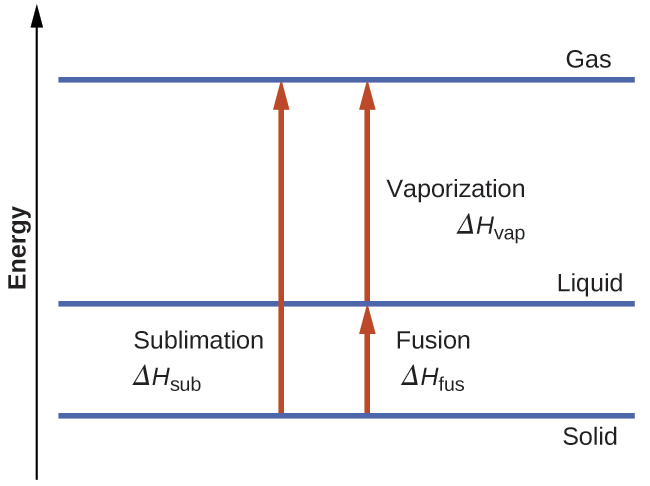 Gas
Vaporization
ΔHvap
Energy
Liquid
Sublimation
ΔHsub
Fusion
ΔHfus
Solid